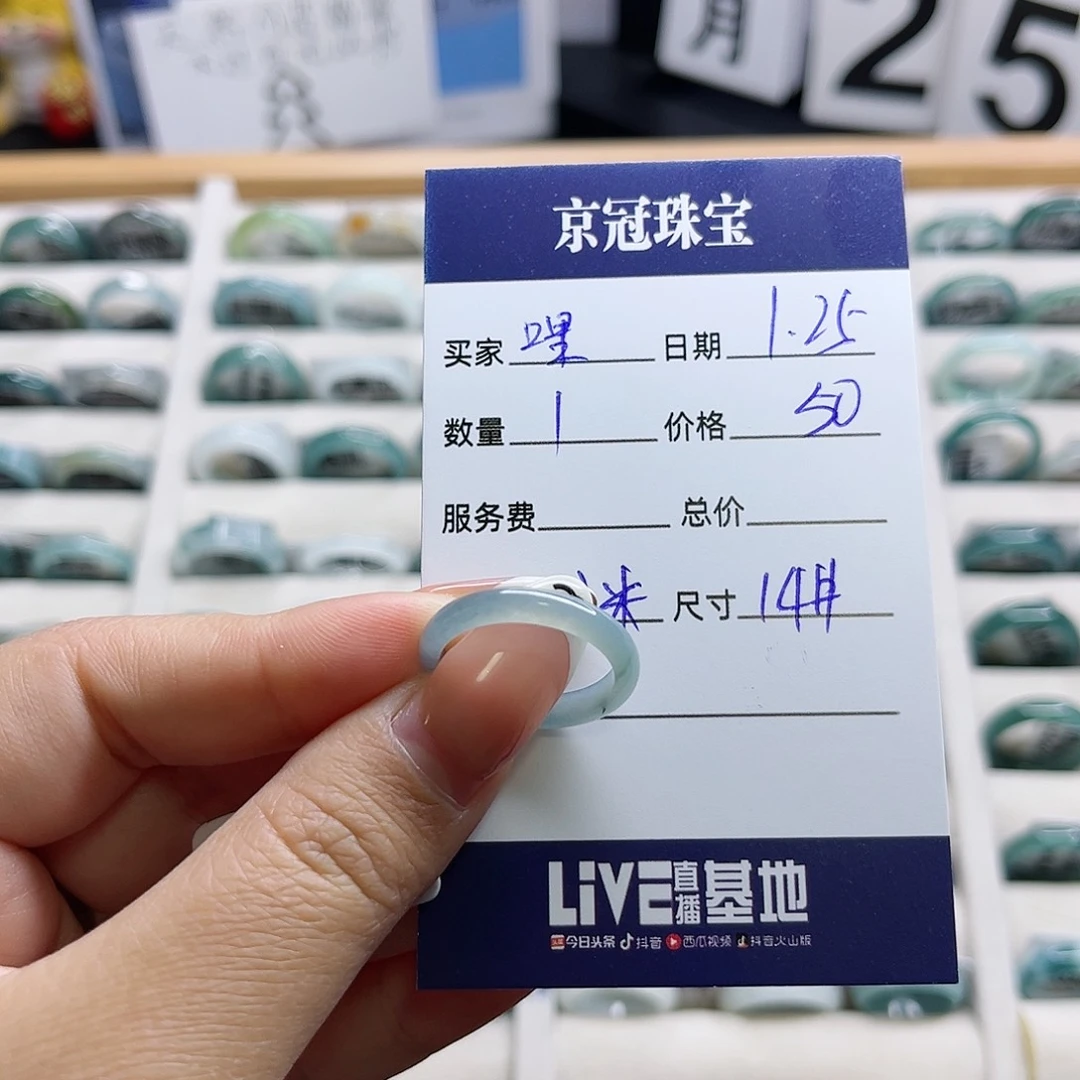 月 25
京冠珠宝
买家 日期 1.25
数量 1 价格 50
服务费 总价
米 尺寸 14#
LiVE直播基地
今日头条 抖音 西瓜视频 抖音火山版